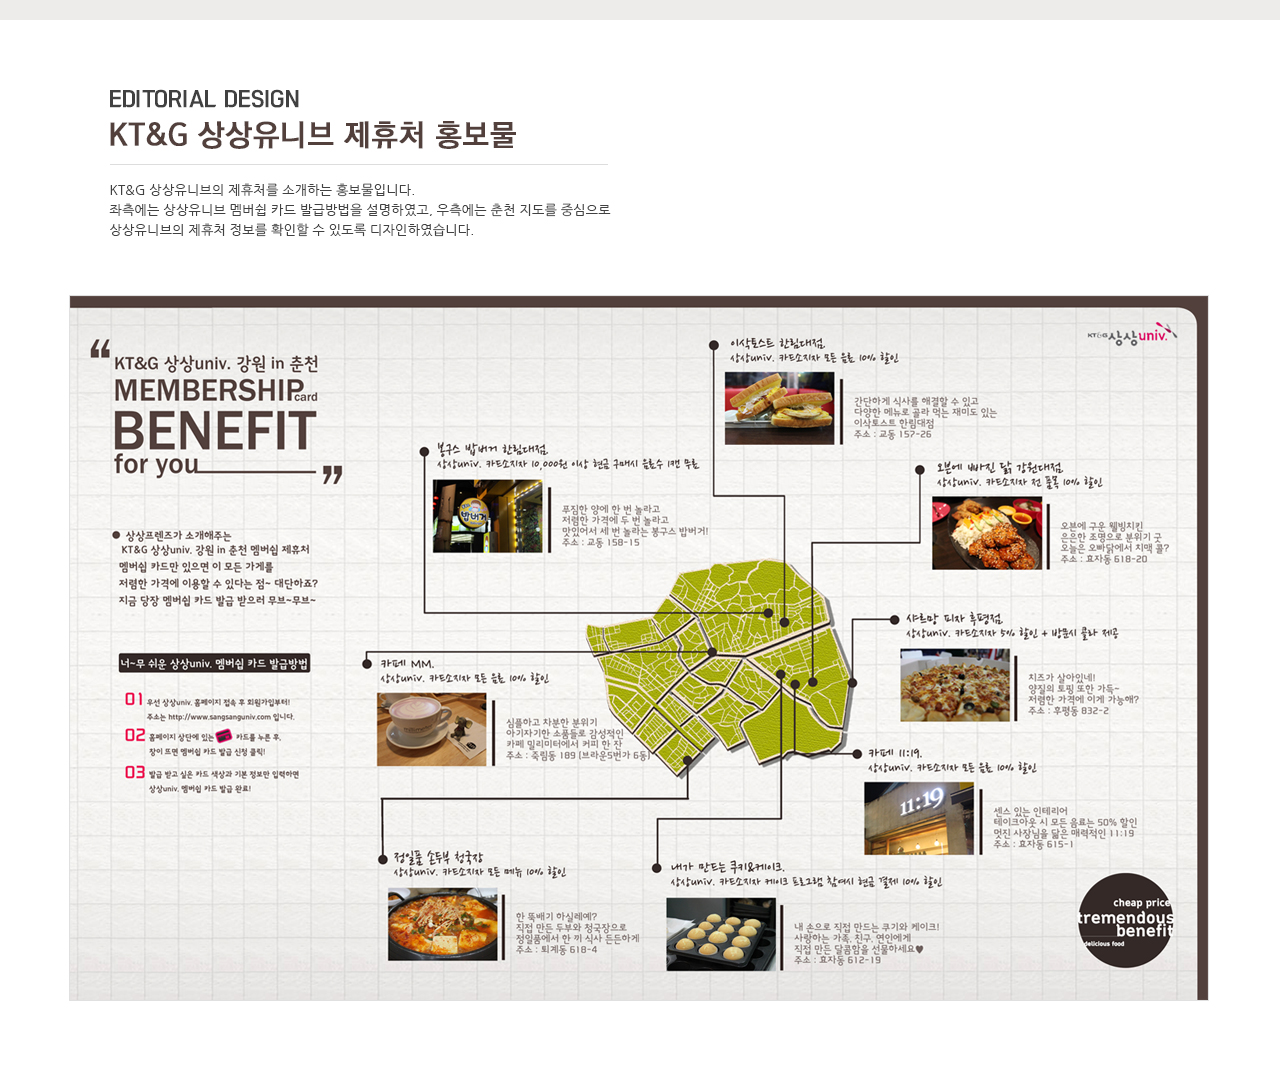 EDITORIAL DESIGN
KT&G 상상유니브 제휴처 홍보물
KT&G 상상유니브의 제휴처를 소개하는 홍보물입니다.
좌측에는 상상유니브 멤버쉽 카드 발급방법을 설명하였고, 우측에는 춘천 지도를 중심으로
상상유니브의 제휴처 정보를 확인할 수 있도록 디자인하였습니다.
KT&G 상상univ.
“
KT&G 상상univ. 강원 in 춘천
MEMBERSHIP card
BENEFIT
for you
”
상상프렌즈가 소개해주는
KT&G 상상univ. 강원 in 춘천 멤버쉽 제휴처
멤버쉽 카드만 있으면 이 모든 가게를
저렴한 가격에 이용할 수 있다는 점~ 대단하죠?
지금 당장 멤버쉽 카드 발급 받으러 무브~무브~
너~무 쉬운 상상univ. 멤버쉽 카드 발급방법
01 우선 상상univ. 홈페이지 접속 후 회원가입부터!
주소는 http://www.sangsanguniv.com 입니다.
02 홈페이지 상단에 있는 카드를 누른 후,
창이 뜨면 멤버쉽 카드 발급 신청 클릭!
03 발급 받고 싶은 카드 색상과 기본 정보만 입력하면
상상univ. 멤버쉽 카드 발급 완료!
이삭토스트 한림대점.
상상univ. 카드소지자 모든 음료 10% 할인
간단하게 식사를 해결할 수 있고
다양한 메뉴로 골라 먹는 재미도 있는
이삭토스트 한림대점
주소 : 교동 157-26
봉구스 밥버거 한림대점.
상상univ. 카드소지자 10,000원 이상 현금 구매시 음료수 1캔 무료
밥버거
푸짐한 양에 한 번 놀라고
저렴한 가격에 두 번 놀라고
맛있어서 세 번 놀라는 봉구스 밥버거!
주소 : 교동 158-15
오븐에 빠진 닭 강원대점.
상상univ. 카드소지자 전 품목 10% 할인
오븐에 구운 웰빙치킨
은은한 조명으로 분위기 굿
오늘은 오빠닭에서 치맥 콜?
주소 : 효자동 618-20
샤르망 피자 후평점.
상상univ. 카드소지자 5% 할인 + 방문시 콜라 제공
치즈가 살아있네!
양질의 토핑 또한 가득~
저렴한 가격에 이게 가능해?
주소 : 후평동 832-2
카페 MM.
상상univ. 카드소지자 모든 음료 10% 할인
심플하고 차분한 분위기
아기자기한 소품들로 감성적인
카페 밀리미터에서 커피 한 잔
주소 : 죽림동 189 (브라운5번가 6동)
카페 11:19.
상상univ. 카드소지자 모든 음료 10% 할인
11:19
센스 있는 인테리어
테이크아웃 시 모든 음료는 50% 할인
멋진 사장님을 닮은 매력적인 11:19
주소 : 효자동 615-1
정일품 손두부 청국장
상상univ. 카드소지자 모든 메뉴 10% 할인
한 뚝배기 하실레예?
직접 만든 두부와 청국장으로
정일품에서 한 끼 식사 든든하게
주소 : 퇴계동 618-4
내가 만드는 쿠키&케이크.
상상univ. 카드소지자 케이크 프로그램 참여시 현금 결제 10% 할인
내 손으로 직접 만드는 쿠키와 케이크!
사랑하는 가족, 친구, 연인에게
직접 만든 달콤함을 선물하세요♥
주소 : 효자동 612-19
cheap price
tremendous
benefit
delicious food